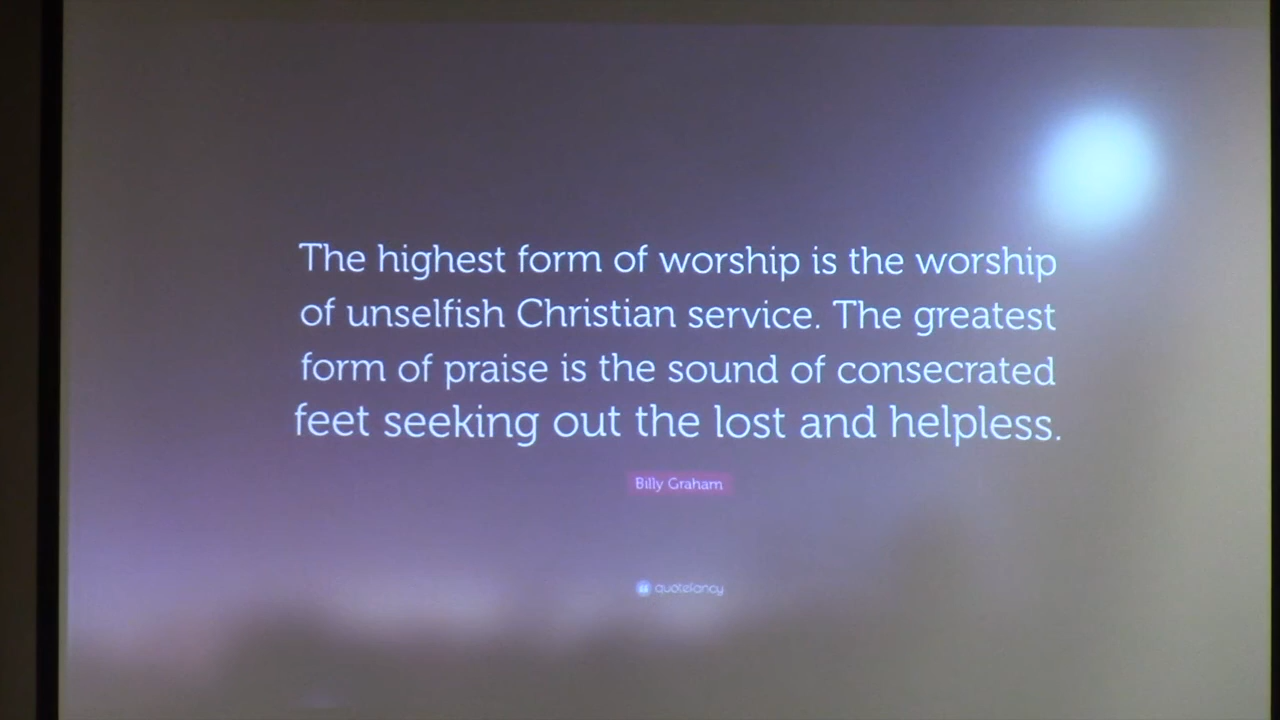 The highest form of worship is the worship
of unselfish Christian service. The greatest
form of praise is the sound of consecrated
feet seeking out the lost and helpless.
Billy Graham
quotefancy